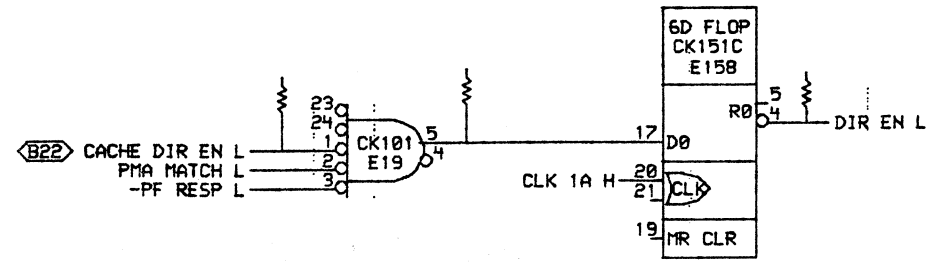 6D FLOP
CK151C
E158
23
24
1
2
3
CK101
E19
5
4
B22 CACHE DIR EN L
PMA MATCH L
-PF RESP L
17 D0
R0 5
4 DIR EN L
CLK 1A H 20
21
CLK
19 MR CLR